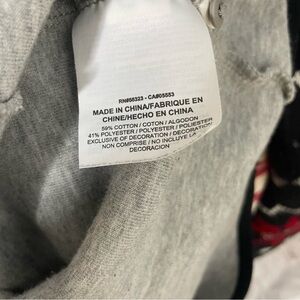 RN#56323 - CA#05553
MADE IN CHINA/FABRIQUE EN
CHINE/HECHO EN CHINA
59% COTTON / COTON / ALGODON
41% POLYESTER / POLYESTER / POLIESTER
EXCLUSIVE OF DECORATION / DECORATION
NON COMPRISE / NO INCLUYE LA
DECORACION